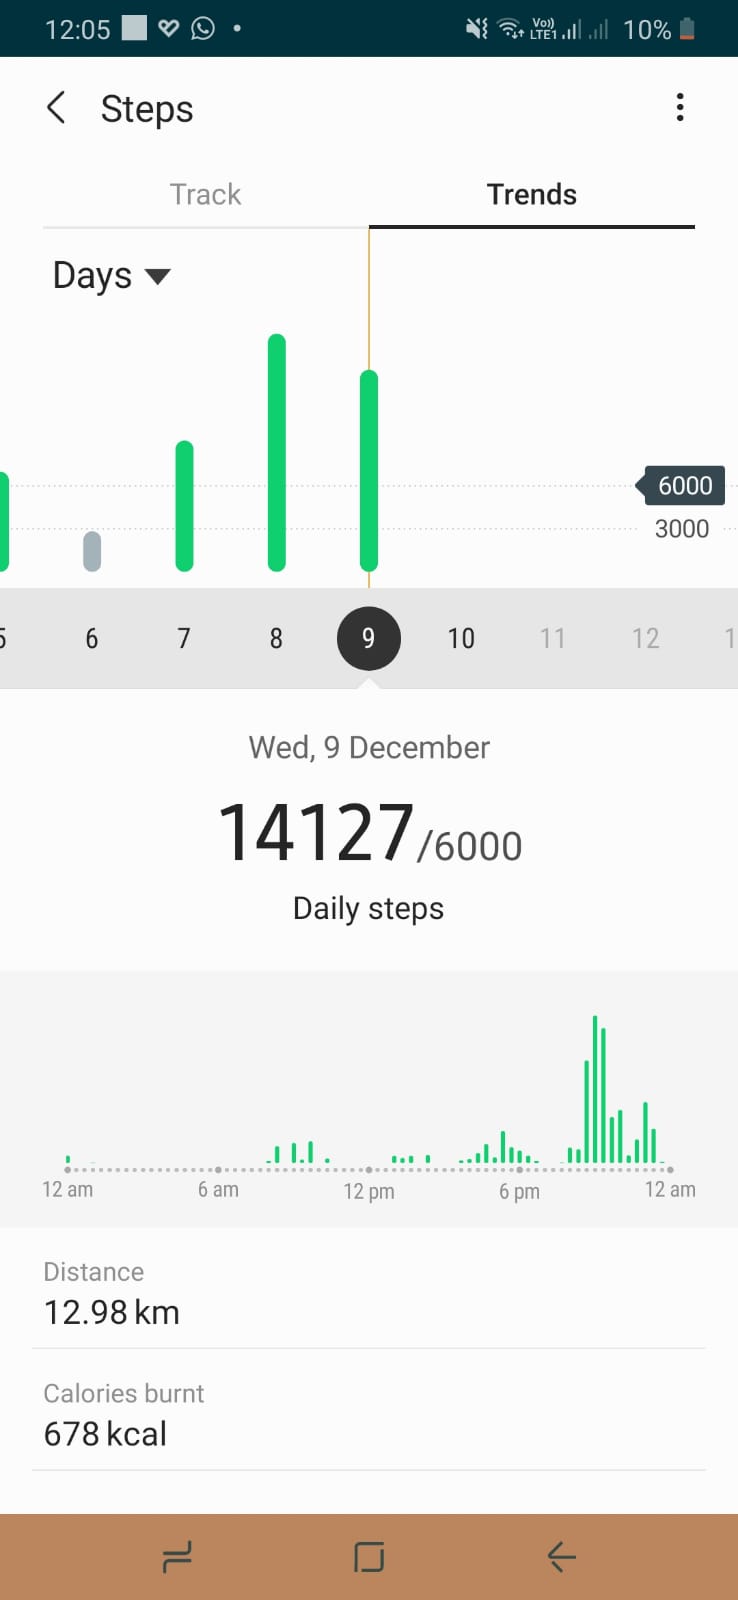 12:05 Vo)) LTE1 10%
Steps
Track Trends
Days
6000
3000
5 6 7 8 9 10 11 12 1
Wed, 9 December
14127/6000
Daily steps
12 am 6 am 12 pm 6 pm 12 am
Distance
12.98 km
Calories burnt
678 kcal